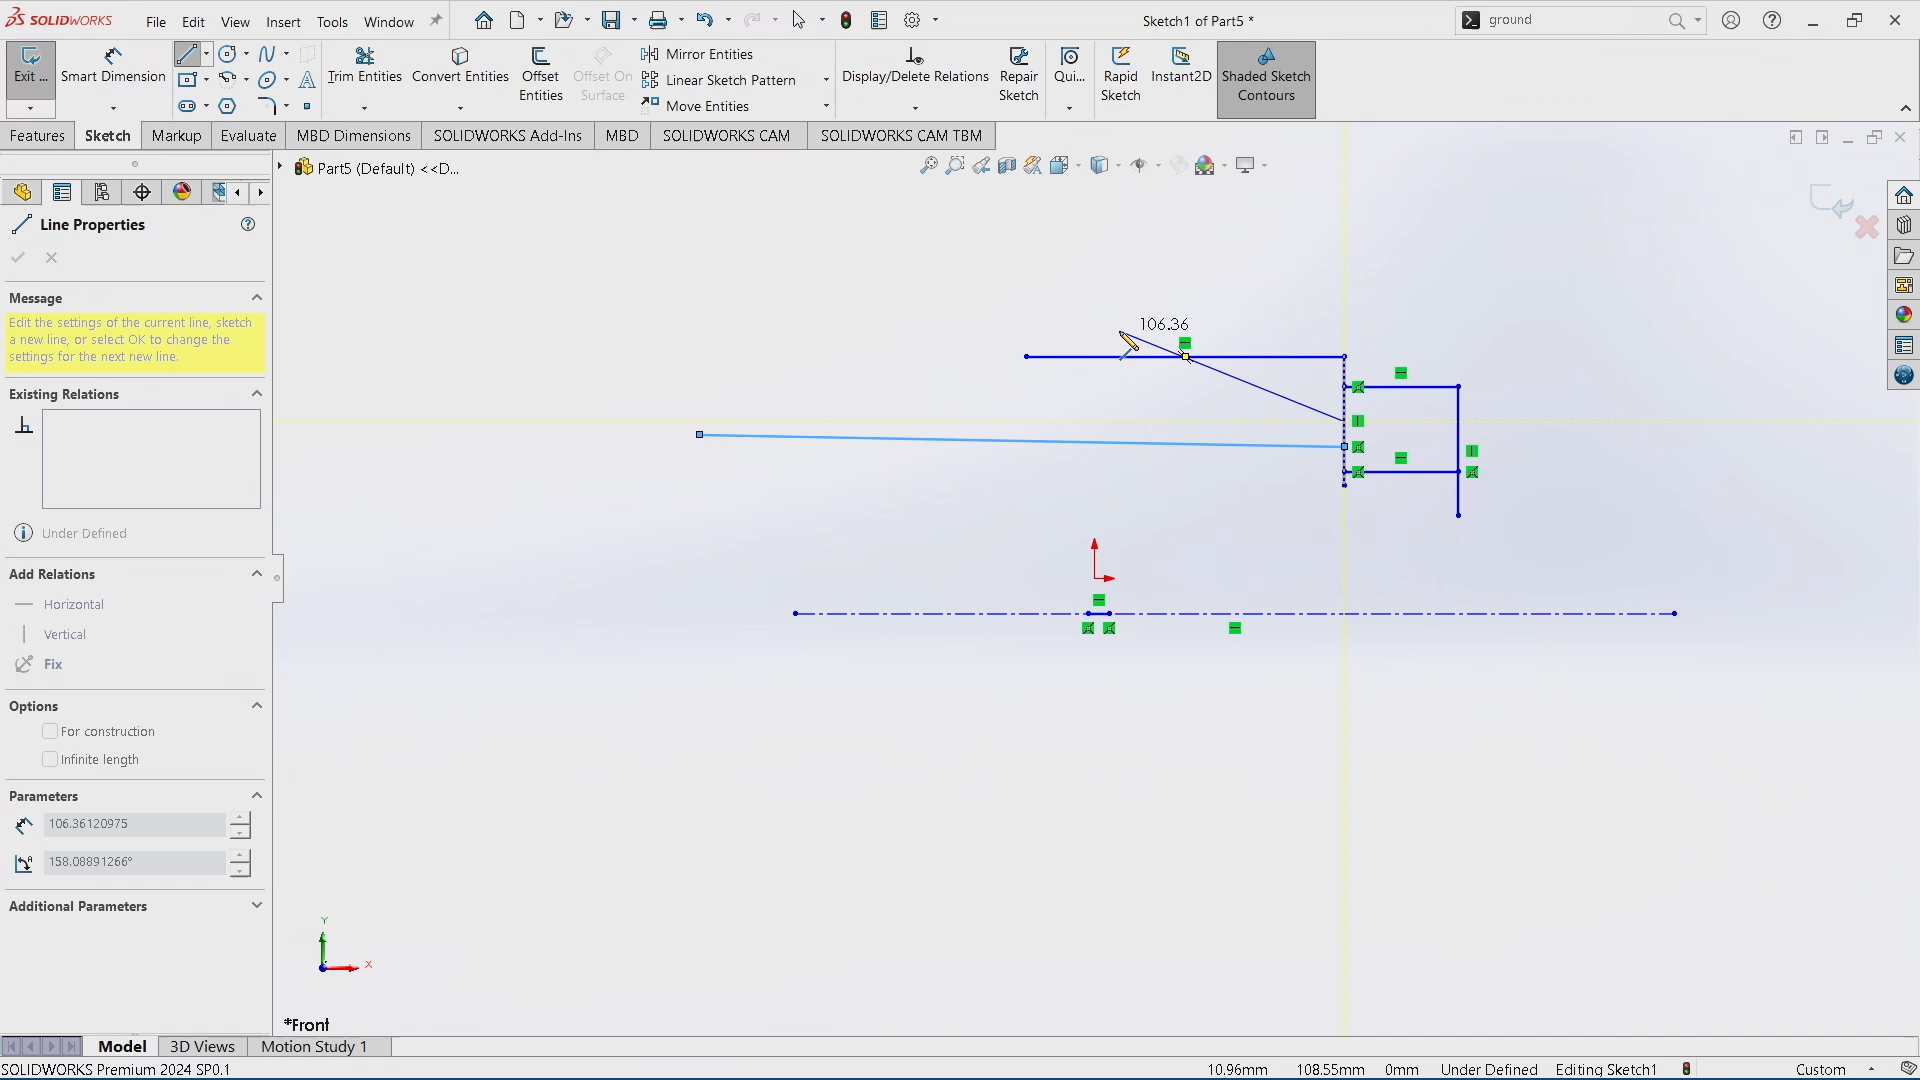 SOLIDWORKS File Edit View Insert Tools Window Sketch1 of Part5 * ground
Exit ... Smart Dimension Trim Entities Convert Entities Offset Entities Offset On Surface Mirror Entities Linear Sketch Pattern Move Entities Display/Delete Relations Repair Sketch Qui... Rapid Sketch Instant2D Shaded Sketch Contours
Features Sketch Markup Evaluate MBD Dimensions SOLIDWORKS Add-Ins MBD SOLIDWORKS CAM SOLIDWORKS CAM TBM
Part5 (Default) <<D...
Line Properties
Message
Edit the settings of the current line, sketch
a new line, or select OK to change the
settings for the next new line.
106.36
Existing Relations
Under Defined
Add Relations
Horizontal
Vertical
Fix
Options
For construction
Infinite length
Parameters
106.36120975
158.08891266°
Additional Parameters
Y
X
*Front
Model 3D Views Motion Study 1
SOLIDWORKS Premium 2024 SP0.1 10.96mm 108.55mm 0mm Under Defined Editing Sketch1 Custom